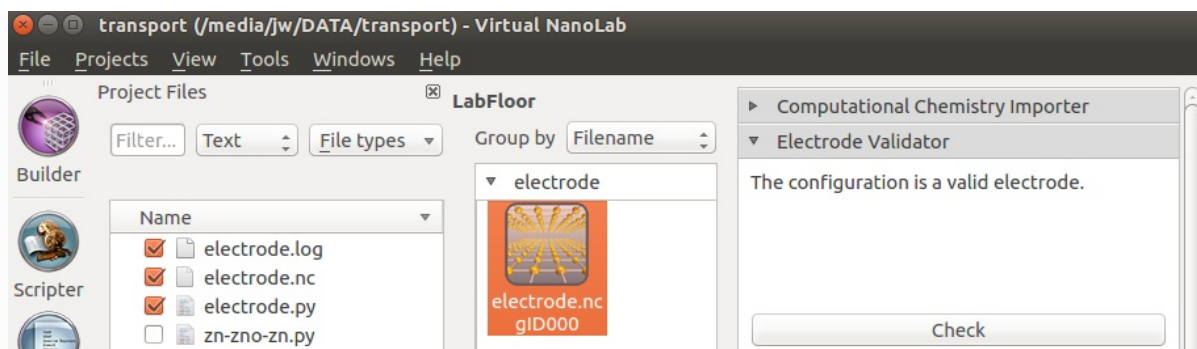 transport (/media/jw/DATA/transport) - Virtual NanoLab
File Projects View Tools Windows Help
Project Files
Filter... Text File types
Name
electrode.log
electrode.nc
electrode.py
zn-zno-zn.py
Builder
Scripter
LabFloor
Group by Filename
electrode
electrode.nc
gID000
Computational Chemistry Importer
Electrode Validator
The configuration is a valid electrode.
Check